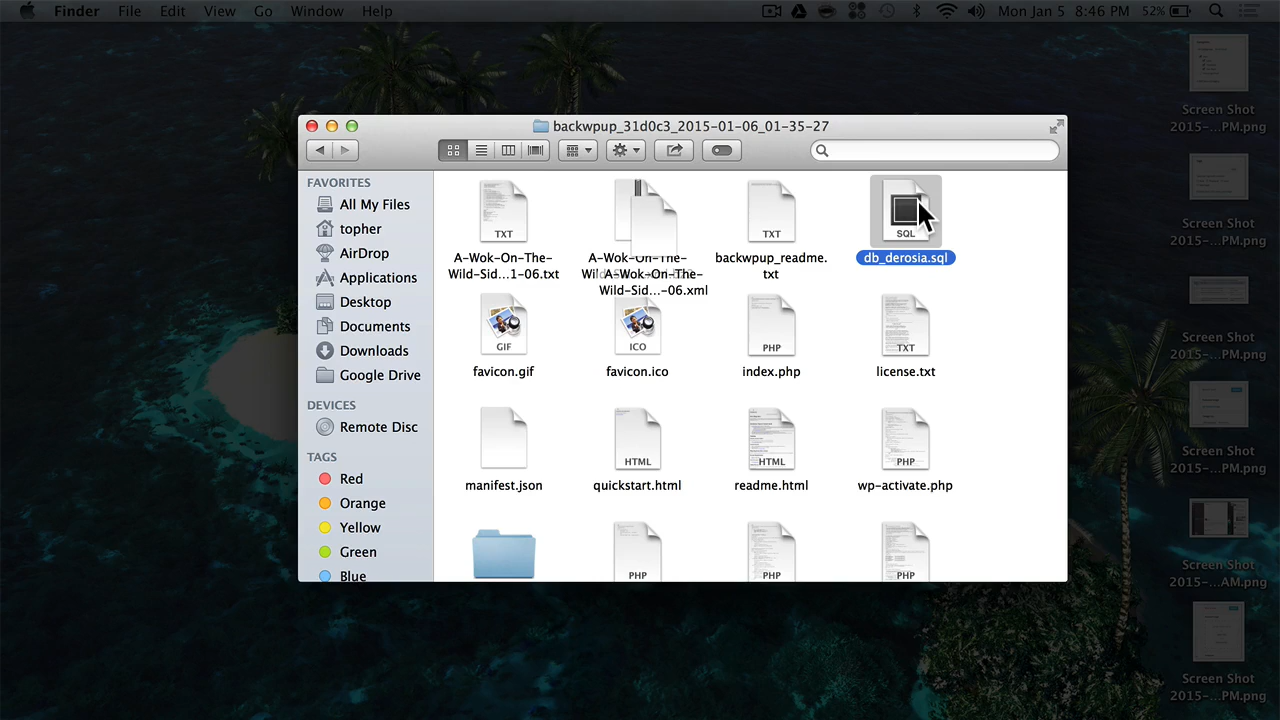 Finder File Edit View Go Window Help
Mon Jan 5 8:46 PM 52%
backwpup_31d0c3_2015-01-06_01-35-27
FAVORITES
All My Files
topher
AirDrop
Applications
Desktop
Documents
Downloads
Google Drive
DEVICES
Remote Disc
TAGS
Red
Orange
Yellow
Green
Blue
TXT
A-Wok-On-The-
Wild-Sid...1-06.txt
A-Wok-On-The-
A-Wok-On-The-
Wild-Sid...-06.xml
TXT
backwpup_readme.
txt
SQL
db_derosia.sql
GIF
favicon.gif
ICO
favicon.ico
PHP
index.php
TXT
license.txt
manifest.json
HTML
quickstart.html
HTML
readme.html
PHP
wp-activate.php
PHP
PHP
PHP
Screen Shot
2015-...PM.png
Screen Shot
2015-...PM.png
Screen Shot
2015-...PM.png
Screen Shot
2015-...PM.png
Screen Shot
2015-...AM.png
Screen Shot
2015-...PM.png